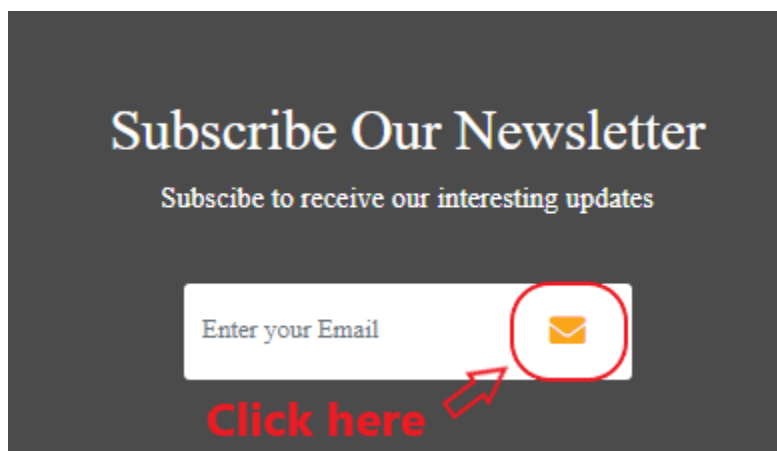 Subscribe Our Newsletter
Subscibe to receive our interesting updates
Enter your Email
Click here